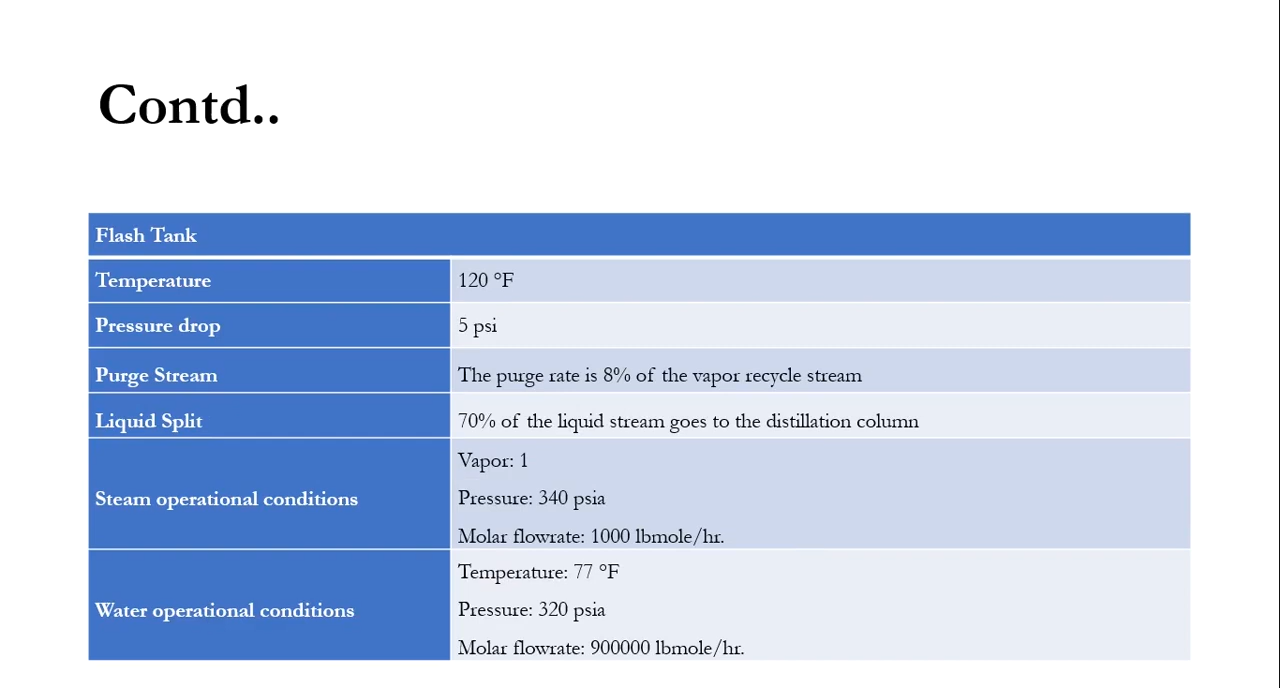 Contd..
Flash Tank
Temperature 120 °F
Pressure drop 5 psi
Purge Stream The purge rate is 8% of the vapor recycle stream
Liquid Split 70% of the liquid stream goes to the distillation column
Vapor: 1
Steam operational conditions Pressure: 340 psia
Molar flowrate: 1000 lbmole/hr.
Temperature: 77 °F
Water operational conditions Pressure: 320 psia
Molar flowrate: 900000 lbmole/hr.